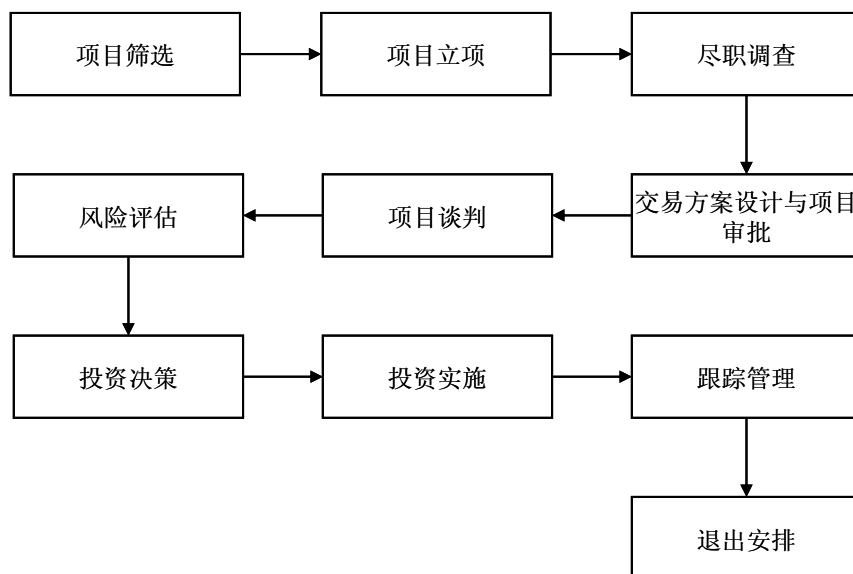 项目筛选
项目立项
尽职调查
交易方案设计与项目
审批
项目谈判
风险评估
投资决策
投资实施
跟踪管理
退出安排